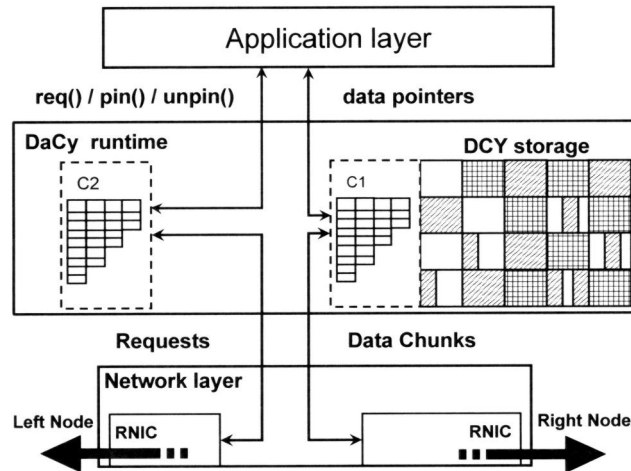 Application layer
req() / pin() / unpin()
data pointers
DaCy runtime
DCY storage
C2
C1
Requests
Data Chunks
Network layer
Left Node
RNIC
RNIC
Right Node